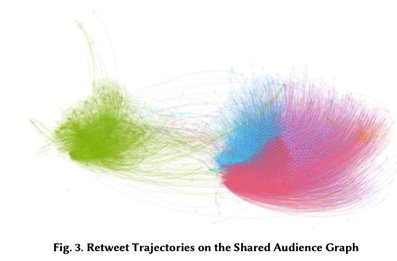 Fig. 3. Retweet Trajectories on the Shared Audience Graph